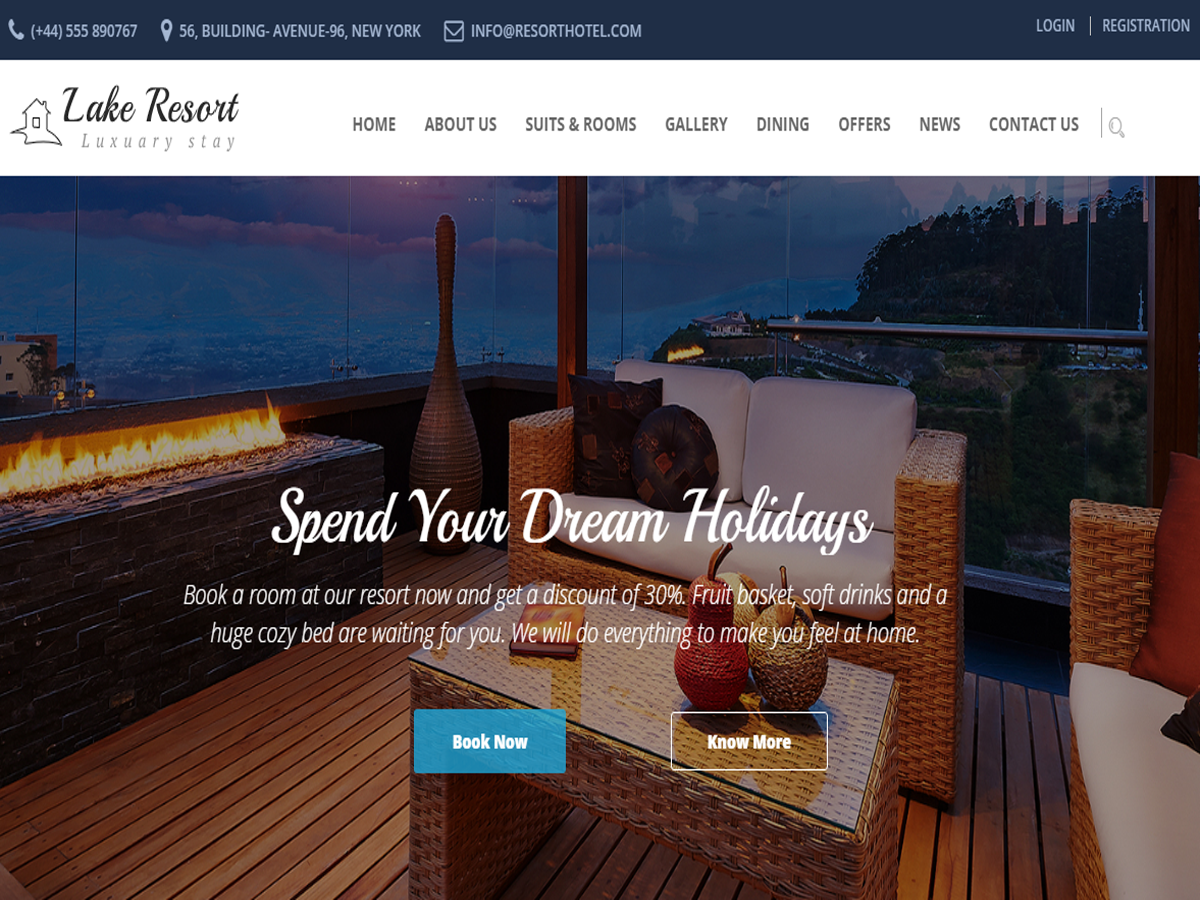 (+44) 555 890767
56, BUILDING- AVENUE-96, NEW YORK
INFO@RESORTHOTEL.COM
LOGIN
REGISTRATION
Lake Resort
Luxuary stay
HOME
ABOUT US
SUITS & ROOMS
GALLERY
DINING
OFFERS
NEWS
CONTACT US
Spend Your Dream Holidays
Book a room at our resort now and get a discount of 30%. Fruit basket, soft drinks and a
huge cozy bed are waiting for you. We will do everything to make you feel at home.
Book Now
Know More